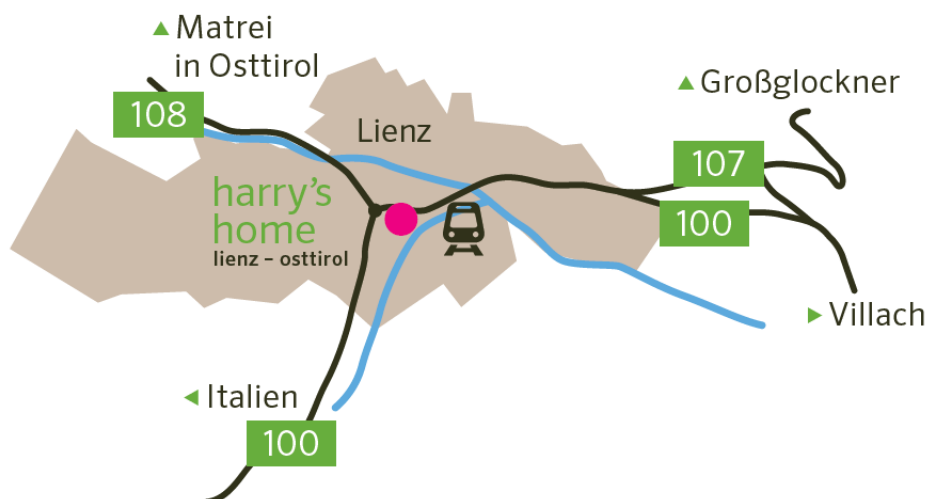 Matrei
in Osttirol
108
Lienz
Großglockner
107
100
harry's
home
lienz – osttirol
Villach
Italien
100